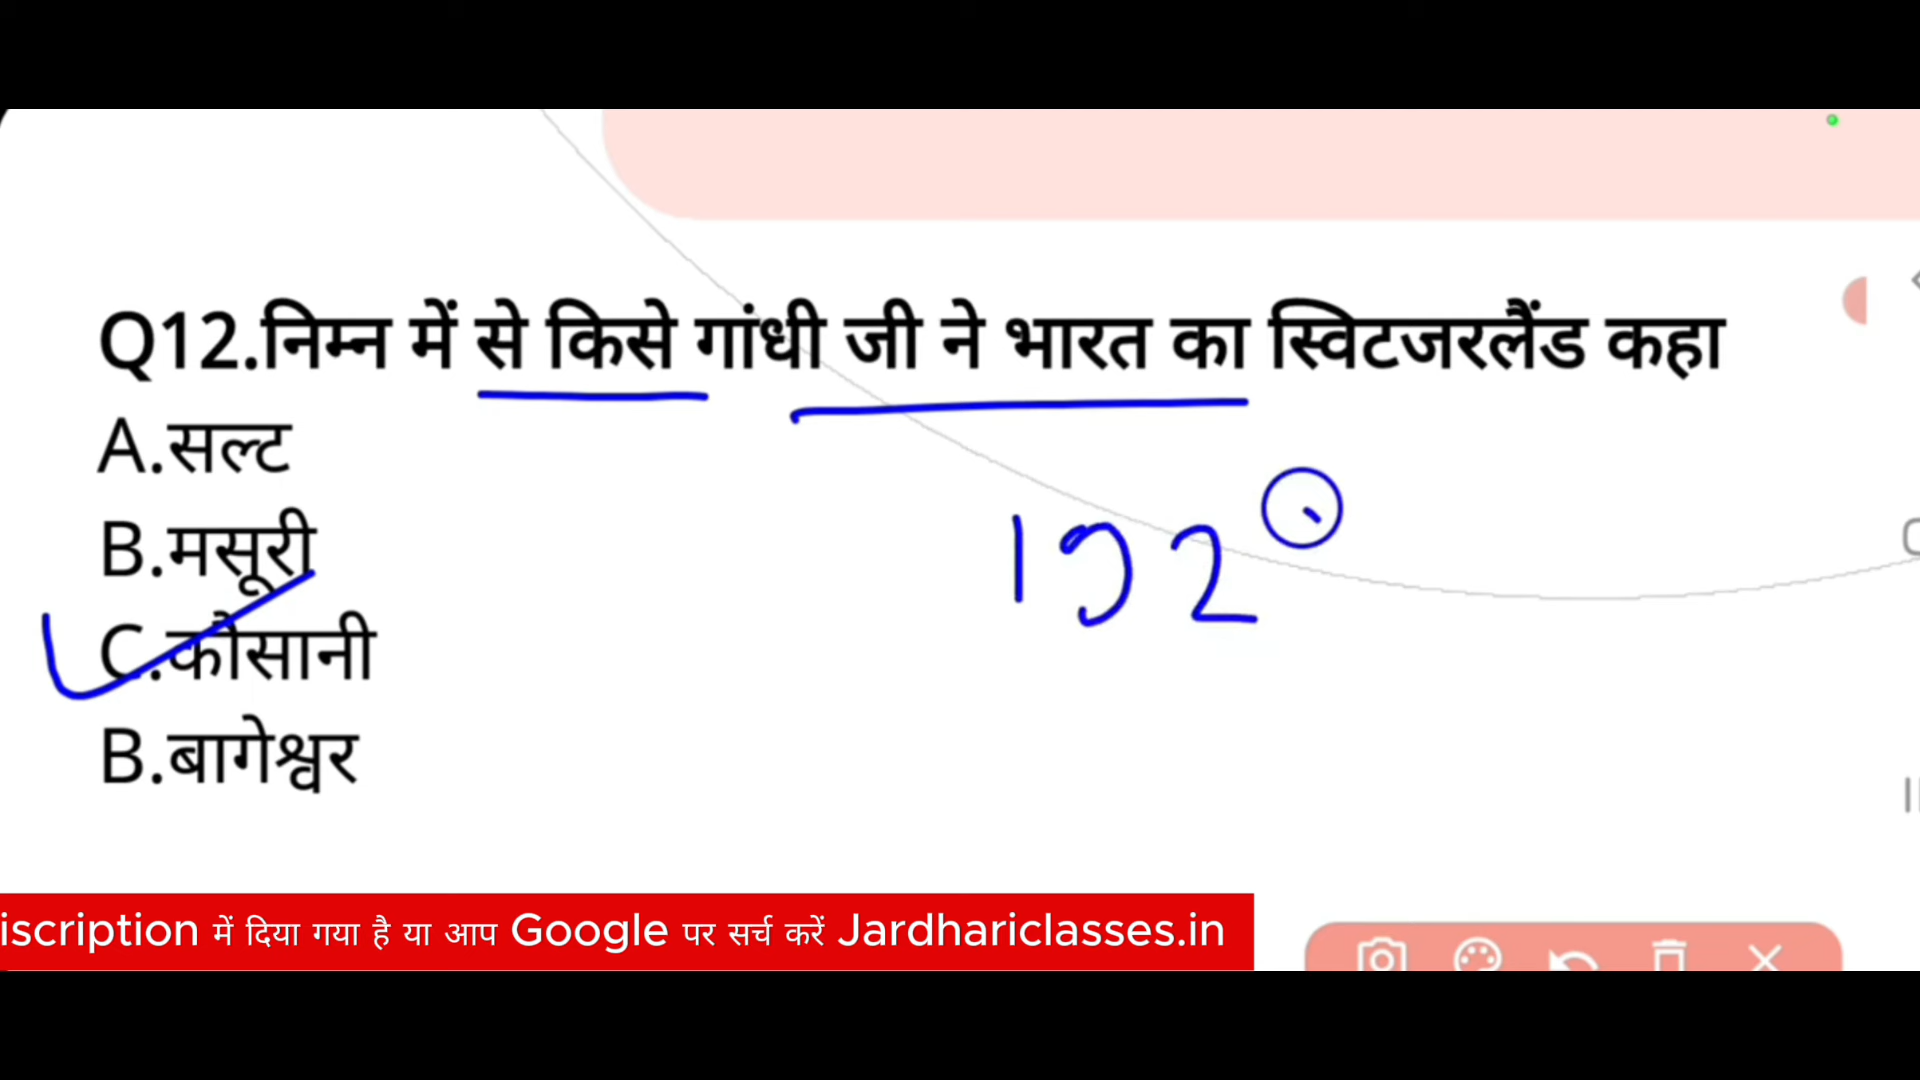 Q12.निम्न में से किसे गांधी जी ने भारत का स्विटजरलैंड कहा
A.सल्ट
B.मसूरी
C.कौसानी
B.बागेश्वर
192
iscription में दिया गया है या आप Google पर सर्च करें Jardhariclasses.in